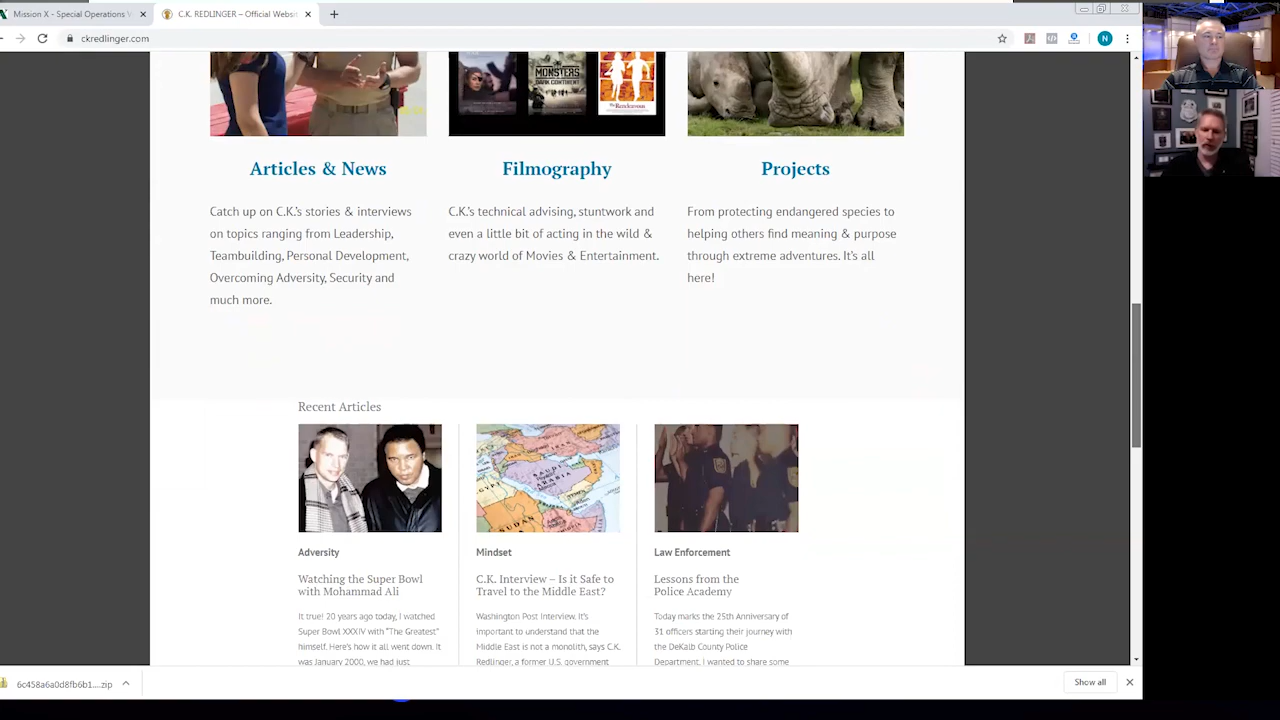 Mission X - Special Operations
C.K. REDLINGER – Official Websi
ckredlinger.com
N
MONSTERS
DARK CONTINENT
The Rendezvous
Articles & News
Catch up on C.K.'s stories & interviews
on topics ranging from Leadership,
Teambuilding, Personal Development,
Overcoming Adversity, Security and
much more.
Filmography
C.K.'s technical advising, stuntwork and
even a little bit of acting in the wild &
crazy world of Movies & Entertainment.
Projects
From protecting endangered species to
helping others find meaning & purpose
through extreme adventures. It's all
here!
Recent Articles
Adversity
Watching the Super Bowl
with Mohammad Ali
It true! 20 years ago today, I watched
Super Bowl XXXIV with “The Greatest”
himself. Here's how it all went down. It
was January 2000, we had just
SAUDI
ARABIA
SUDAN
Mindset
C.K. Interview – Is it Safe to
Travel to the Middle East?
Washington Post Interview. It's
important to understand that the
Middle East is not a monolith, says C.K.
Redlinger, a former U.S. government
Law Enforcement
Lessons from the
Police Academy
Today marks the 25th Anniversary of
31 officers starting their journey with
the DeKalb County Police
Department. I wanted to share some
6c458a6a0d8fb6b1....zip
Show all